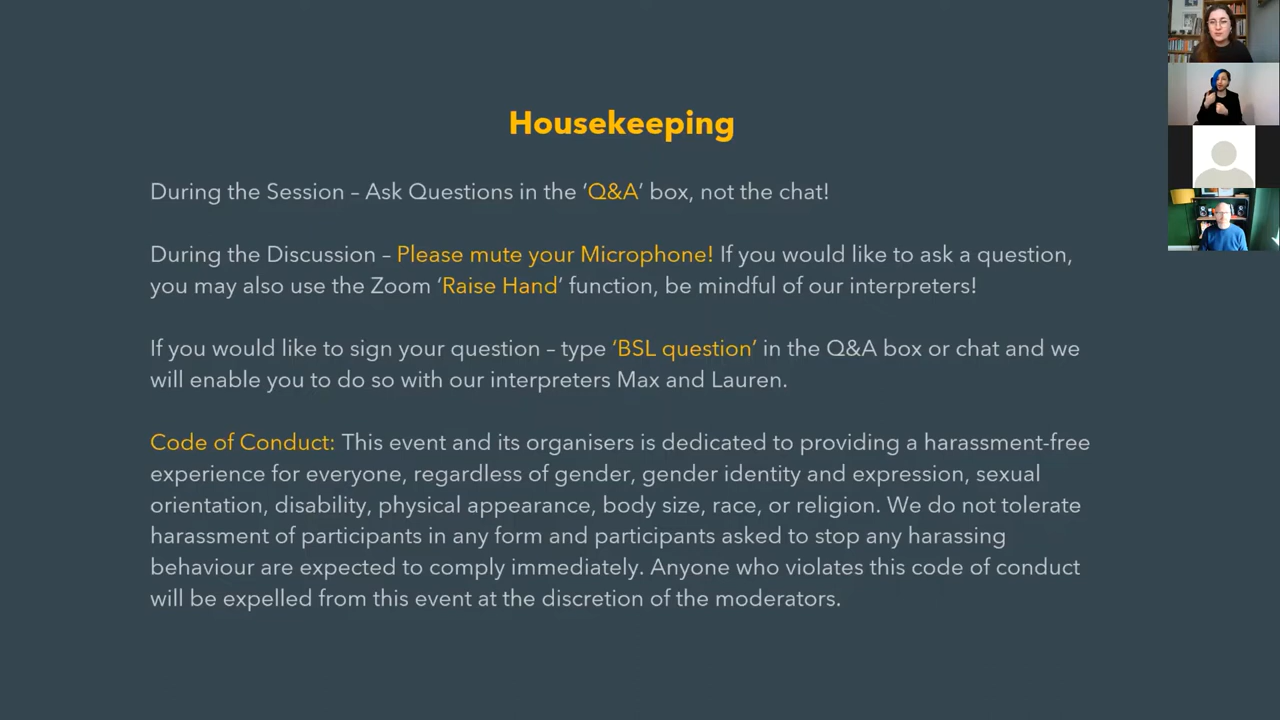 Housekeeping
During the Session – Ask Questions in the ‘Q&A’ box, not the chat!
During the Discussion – Please mute your Microphone! If you would like to ask a question,
you may also use the Zoom ‘Raise Hand’ function, be mindful of our interpreters!
If you would like to sign your question – type ‘BSL question’ in the Q&A box or chat and we
will enable you to do so with our interpreters Max and Lauren.
Code of Conduct: This event and its organisers is dedicated to providing a harassment-free
experience for everyone, regardless of gender, gender identity and expression, sexual
orientation, disability, physical appearance, body size, race, or religion. We do not tolerate
harassment of participants in any form and participants asked to stop any harassing
behaviour are expected to comply immediately. Anyone who violates this code of conduct
will be expelled from this event at the discretion of the moderators.